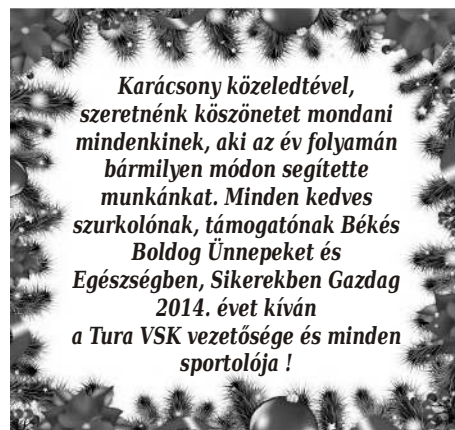 Karácsony közeledtével,
szeretnénk köszönetet mondani
mindenkinek, aki az év folyamán
bármilyen módon segítette
munkánkat. Minden kedves
szurkolónak, támogatónak Békés
Boldog Ünnepeket és
Egészségben, Sikerekben Gazdag
2014. évet kíván
a Tura VSK vezetősége és minden
sportolója !